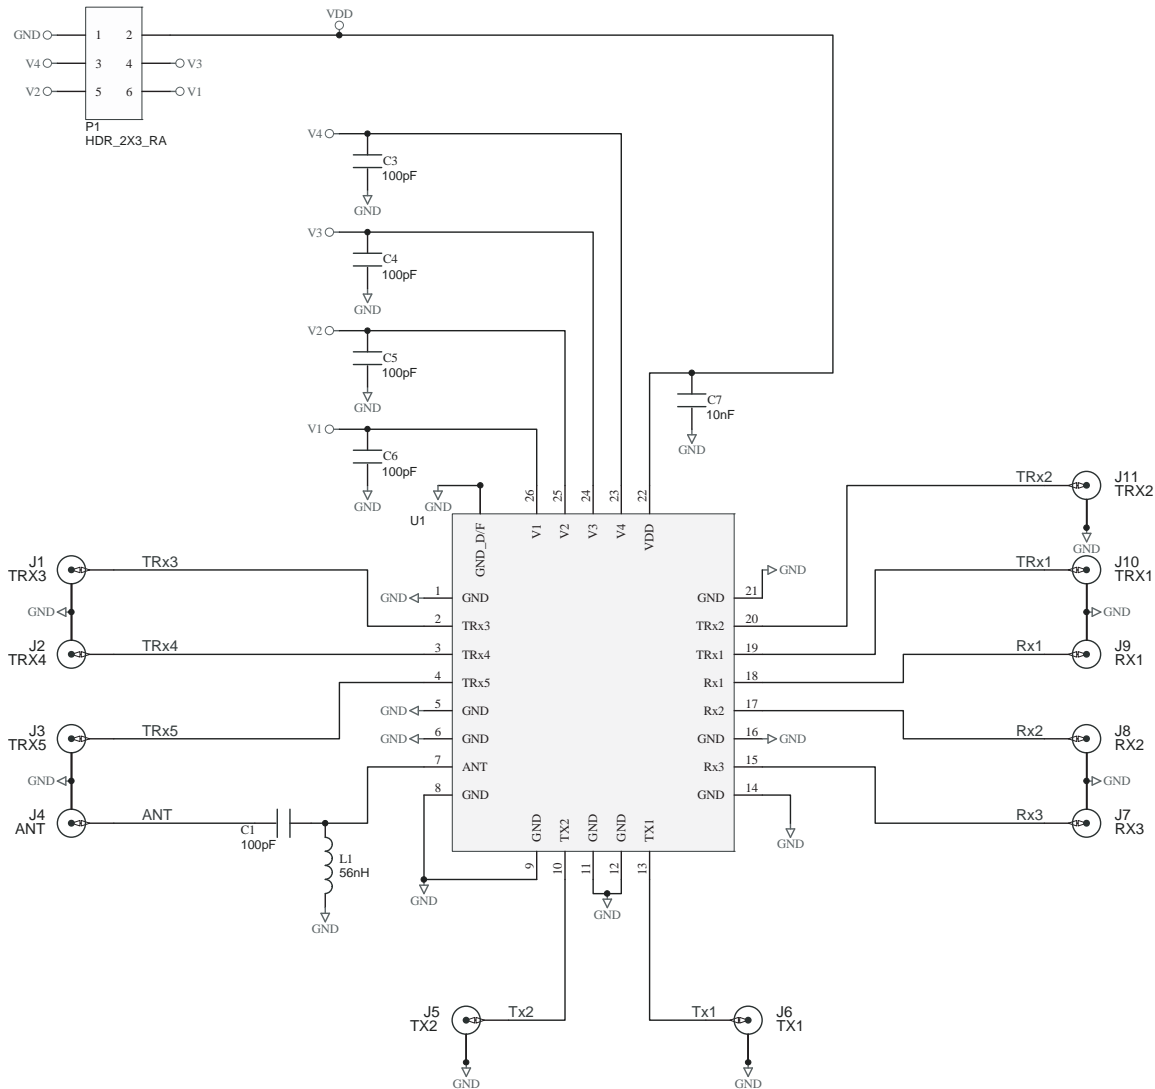 VDD
GND 1 2
V4 3 4 V3
V2 5 6 V1
P1
HDR_2X3_RA
V4
C3
100pF
GND
V3
C4
100pF
GND
V2
C5
100pF
GND
C7
10nF
GND
V1
C6
100pF
GND
GND
U1
26 25 24 23 22
GND_D/F V1 V2 V3 V4 VDD
TRx2
J11
TRX2
GND
J1
TRX3
TRx3
GND
J2
TRX4
TRx4
J3
TRX5
TRx5
GND
J4
ANT
ANT
C1
100pF
L1
56nH
GND
GND 1 GND
2 TRx3
3 TRx4
4 TRx5
GND 5 GND
GND 6 GND
7 ANT
8 GND
GND 21 GND
TRx2 20
TRx1 19
Rx1 18
Rx2 17
GND 16 GND
Rx3 15
GND 14
GND
TRx1
J10
TRX1
GND
Rx1
J9
RX1
Rx2
J8
RX2
GND
Rx3
J7
RX3
GND TX2 GND GND TX1
9 10 11 12 13
GND
GND
J5
TX2
Tx2
GND
Tx1
J6
TX1
GND